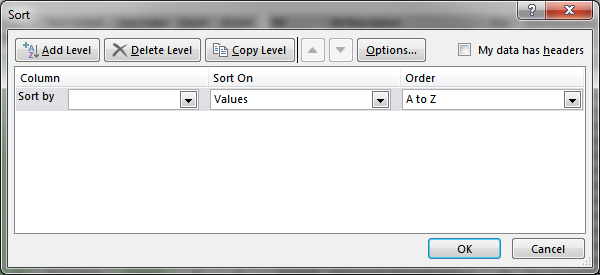 Sort
Add Level Delete Level Copy Level Options... My data has headers
Column Sort On Order
Sort by Values A to Z
OK Cancel